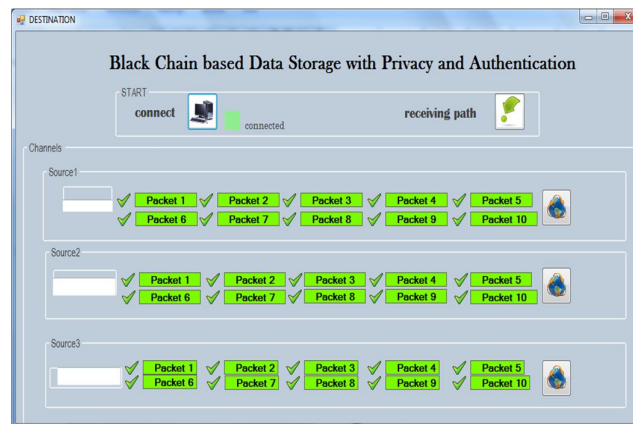 DESTINATION
Black Chain based Data Storage with Privacy and Authentication
START
connect
connected
receiving path
Channels
Source1
Packet 1 Packet 2 Packet 3 Packet 4 Packet 5
Packet 6 Packet 7 Packet 8 Packet 9 Packet 10
Source2
Packet 1 Packet 2 Packet 3 Packet 4 Packet 5
Packet 6 Packet 7 Packet 8 Packet 9 Packet 10
Source3
Packet 1 Packet 2 Packet 3 Packet 4 Packet 5
Packet 6 Packet 7 Packet 8 Packet 9 Packet 10